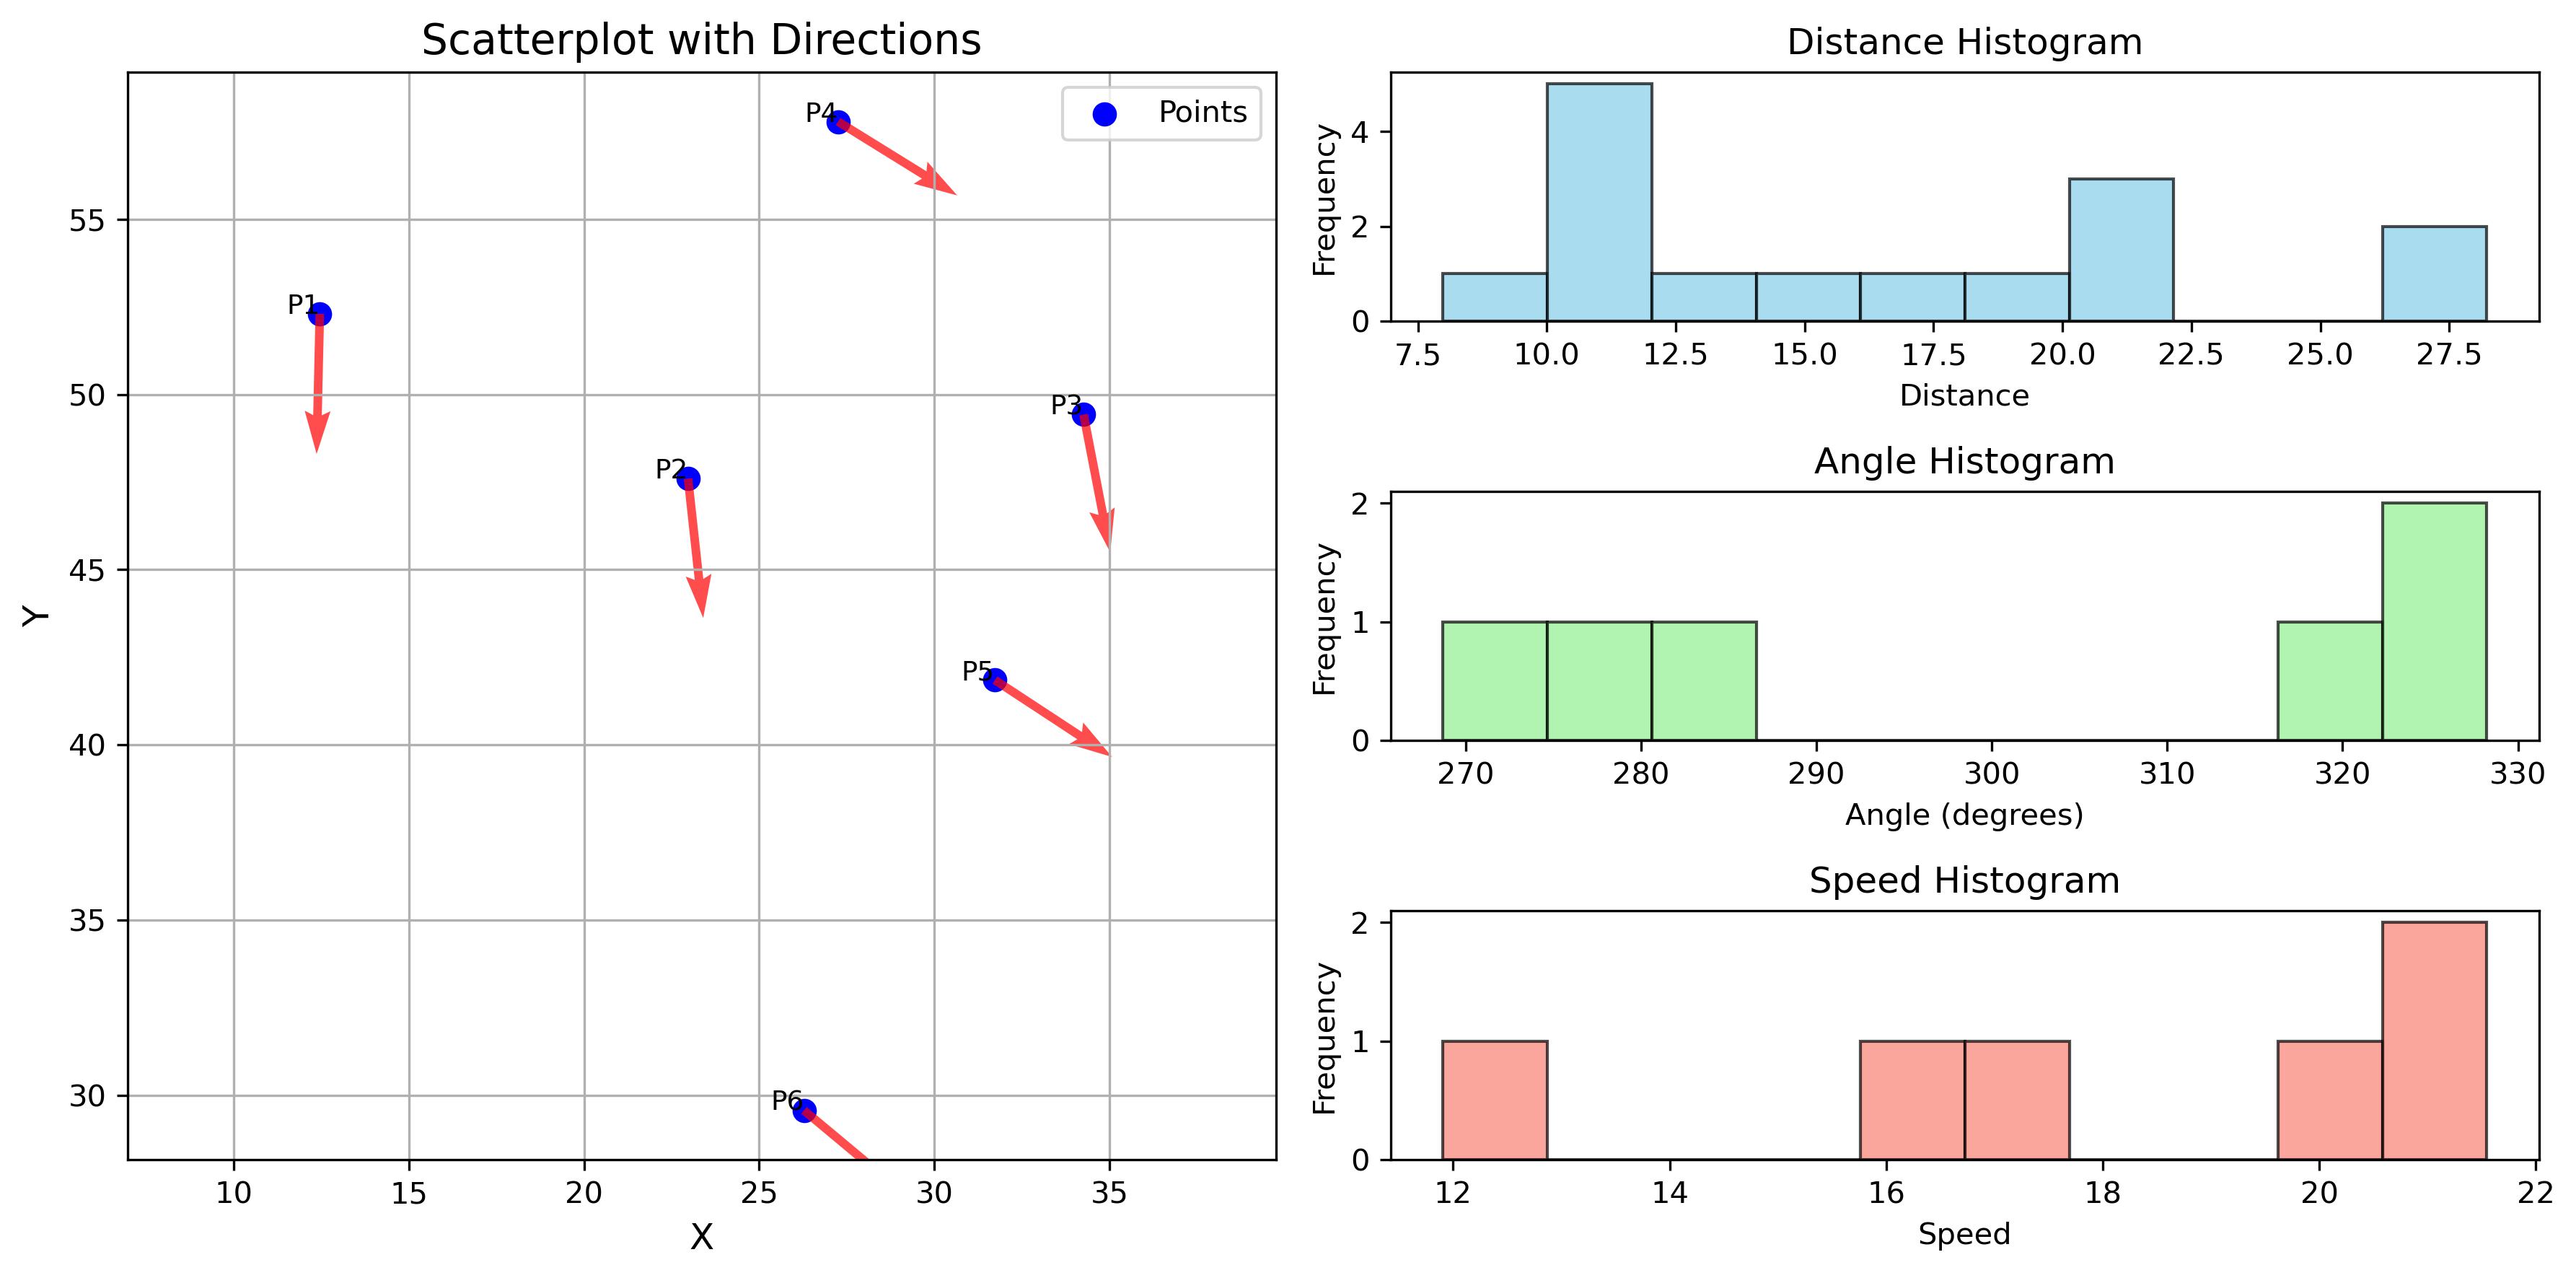 Scatterplot with Directions
Points
P4
P1
P3
P2
P5
P6
55
50
45
40
35
30
Y
10 15 20 25 30 35
X
Distance Histogram
Frequency
4
2
0
7.5 10.0 12.5 15.0 17.5 20.0 22.5 25.0 27.5
Distance
Angle Histogram
Frequency
2
1
0
270 280 290 300 310 320 330
Angle (degrees)
Speed Histogram
Frequency
2
1
0
12 14 16 18 20 22
Speed